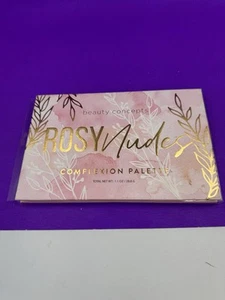 beauty concepts
ROSY Nudes
COMPLEXION PALETTE